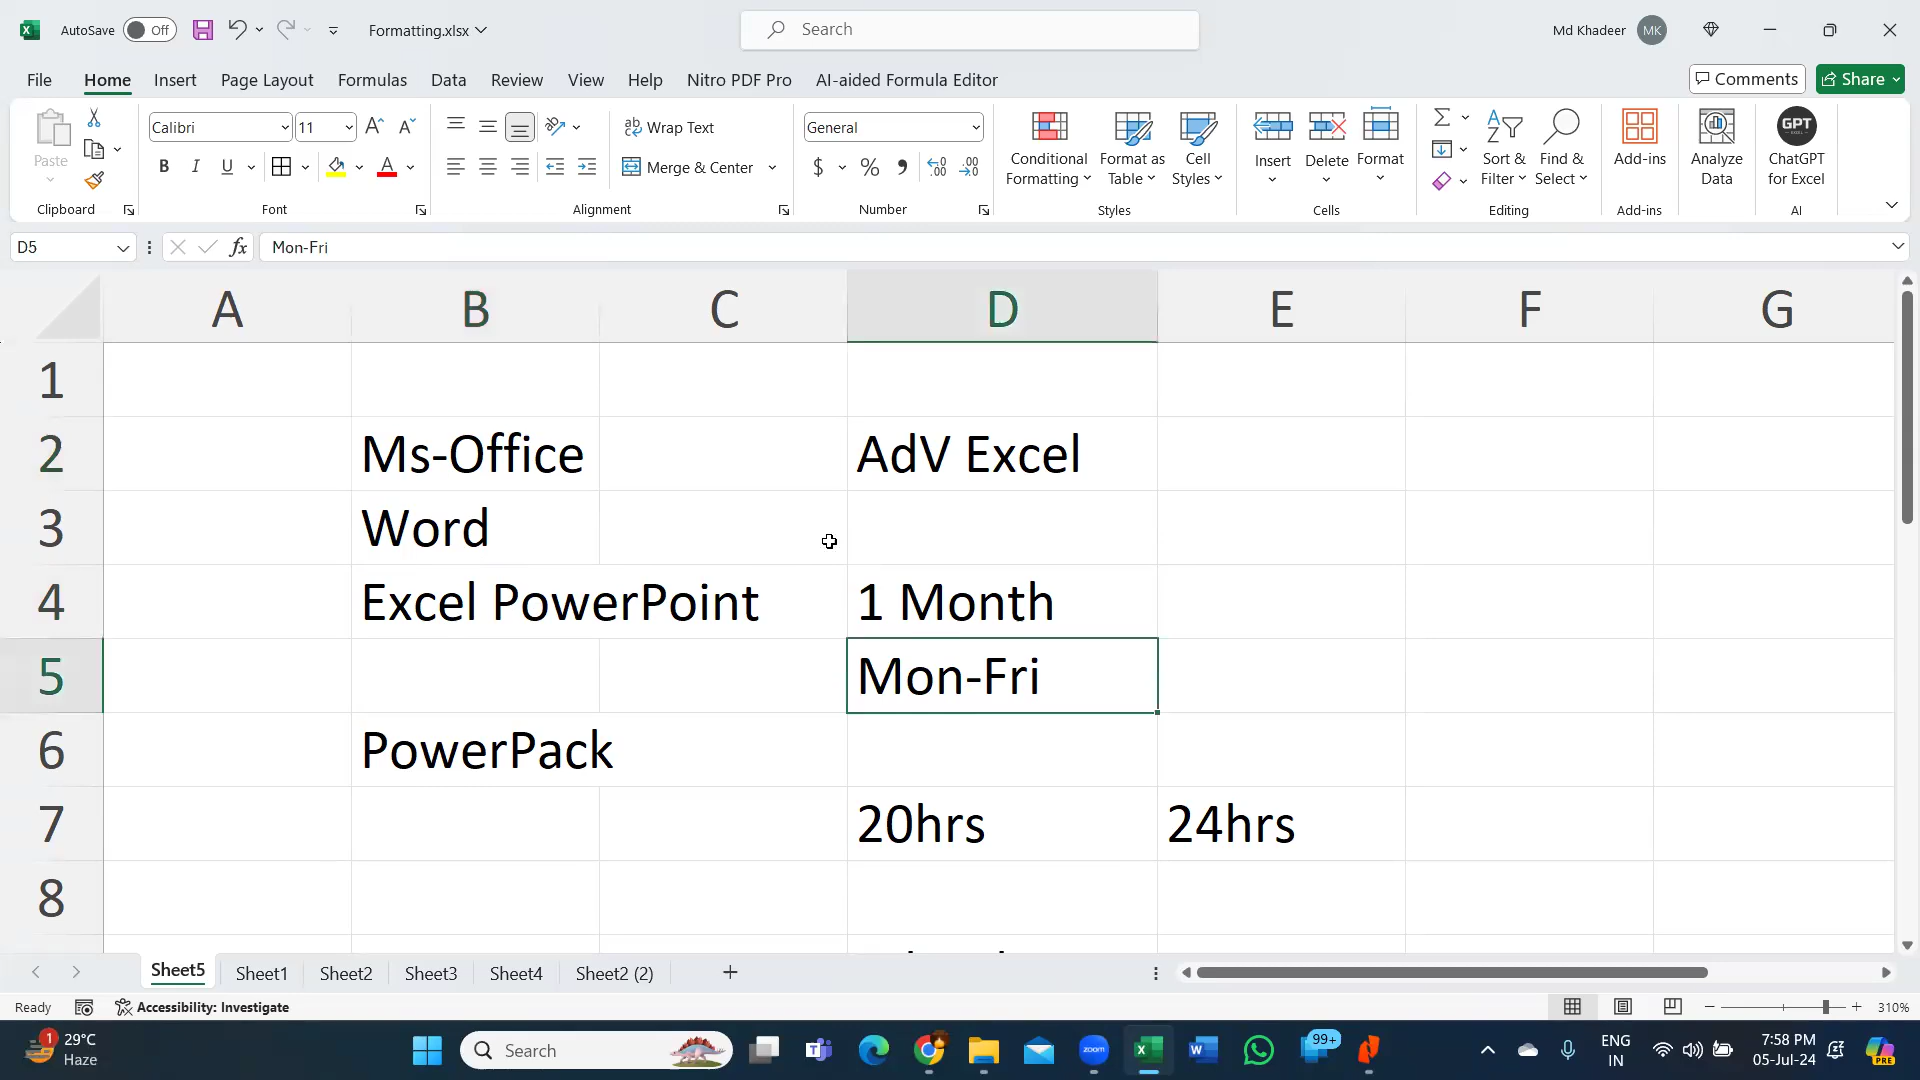 AutoSave Off Formatting.xlsx Search Md Khadeer MK
File Home Insert Page Layout Formulas Data Review View Help Nitro PDF Pro AI-aided Formula Editor Comments Share
Paste Calibri 11 Wrap Text General Conditional Formatting Format as Table Cell Styles Insert Delete Format Sort & Filter Find & Select Add-ins Analyze Data GPT ChatGPT for Excel
B I U A Merge & Center $ %
Clipboard Font Alignment Number Styles Cells Editing Add-ins AI
D5 fx Mon-Fri
A B C D E F G
1
2 Ms-Office AdV Excel
3 Word
4 Excel PowerPoint 1 Month
5 Mon-Fri
6 PowerPack
7 20hrs 24hrs
8
Sheet5 Sheet1 Sheet2 Sheet3 Sheet4 Sheet2 (2)
Ready Accessibility: Investigate 310%
1 29°C Search zoom 99+ ENG 7:58 PM
Haze IN 05-Jul-24 PRE